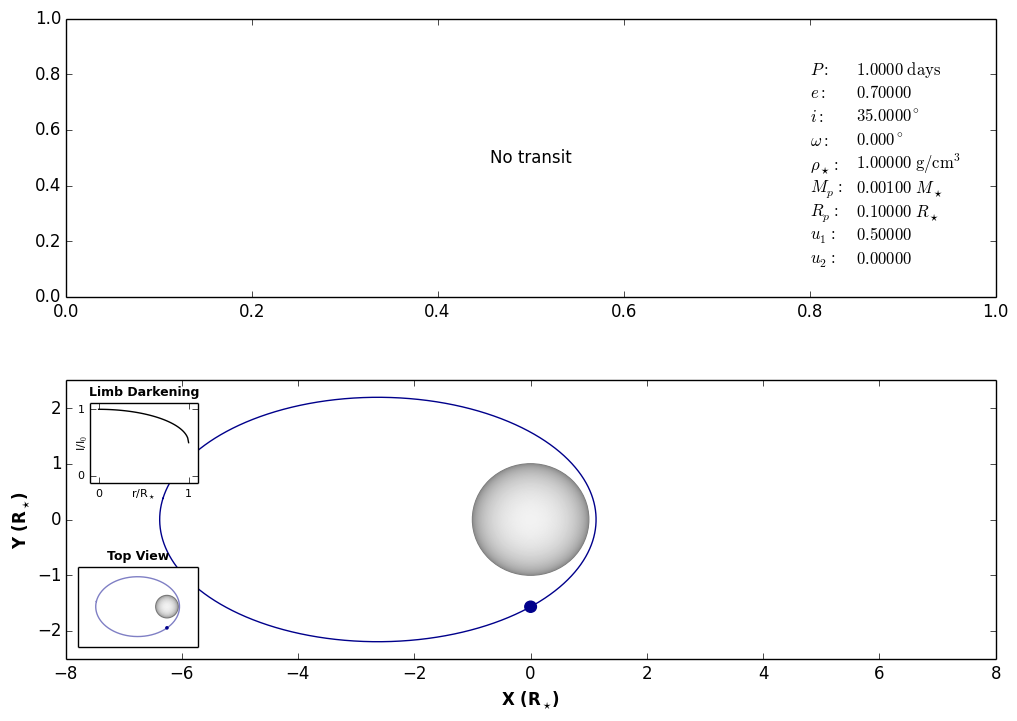 1.0
0.8
0.6
0.4
0.2
0.0
0.0 0.2 0.4 0.6 0.8 1.0
No transit
P: 1.0000 days
e: 0.70000
i: 35.0000°
ω: 0.000°
ρ⋆: 1.00000 g/cm³
Mp: 0.00100 M⋆
Rp: 0.10000 R⋆
u₁: 0.50000
u₂: 0.00000
Limb Darkening
1
0
I/I₀
0 r/R⋆ 1
Top View
2
1
0
−1
−2
Y (R⋆)
−8 −6 −4 −2 0 2 4 6 8
X (R⋆)